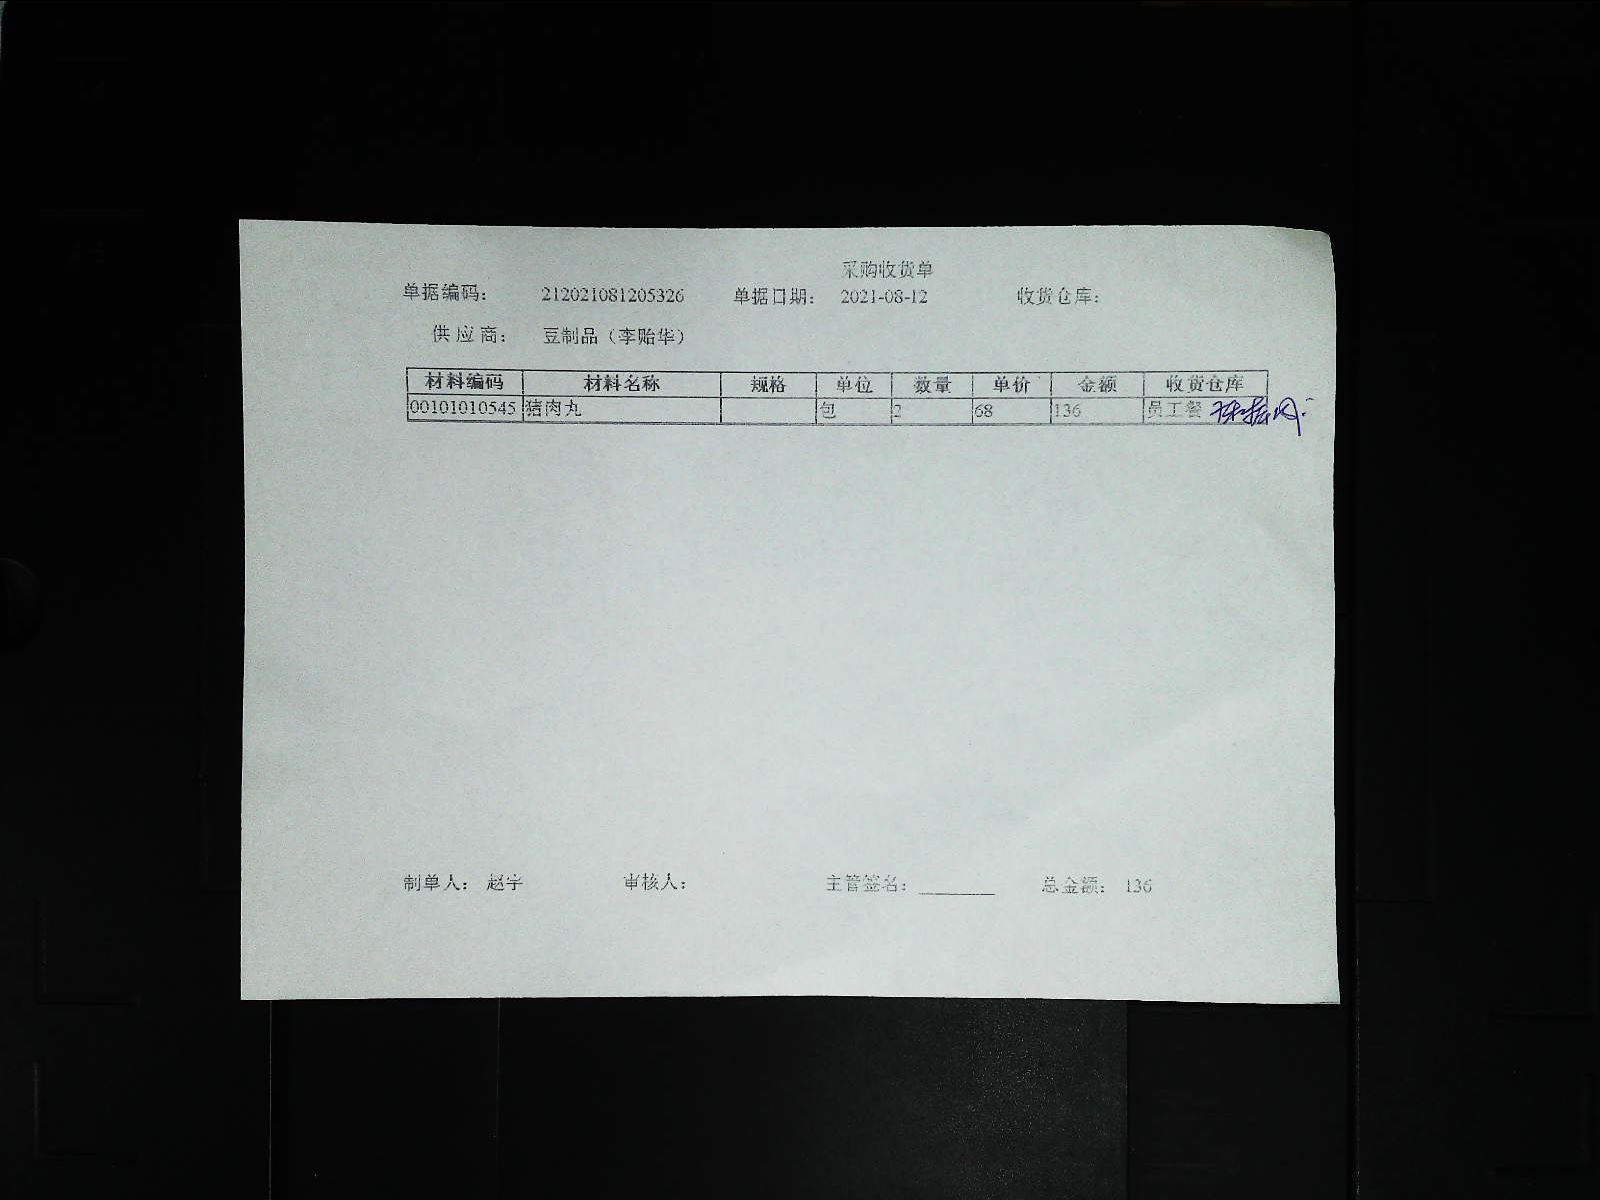 采购收货单
单据编码： 212021081205326 单据日期： 2021-08-12 收货仓库：
供应商： 豆制品（李贻华）
材料编码 材料名称 规格 单位 数量 单价 金额 收货仓库
00101010545 猪肉丸 包 2 68 136 员工餐
制单人： 赵宇 审核人： 主管签名： 总金额： 136